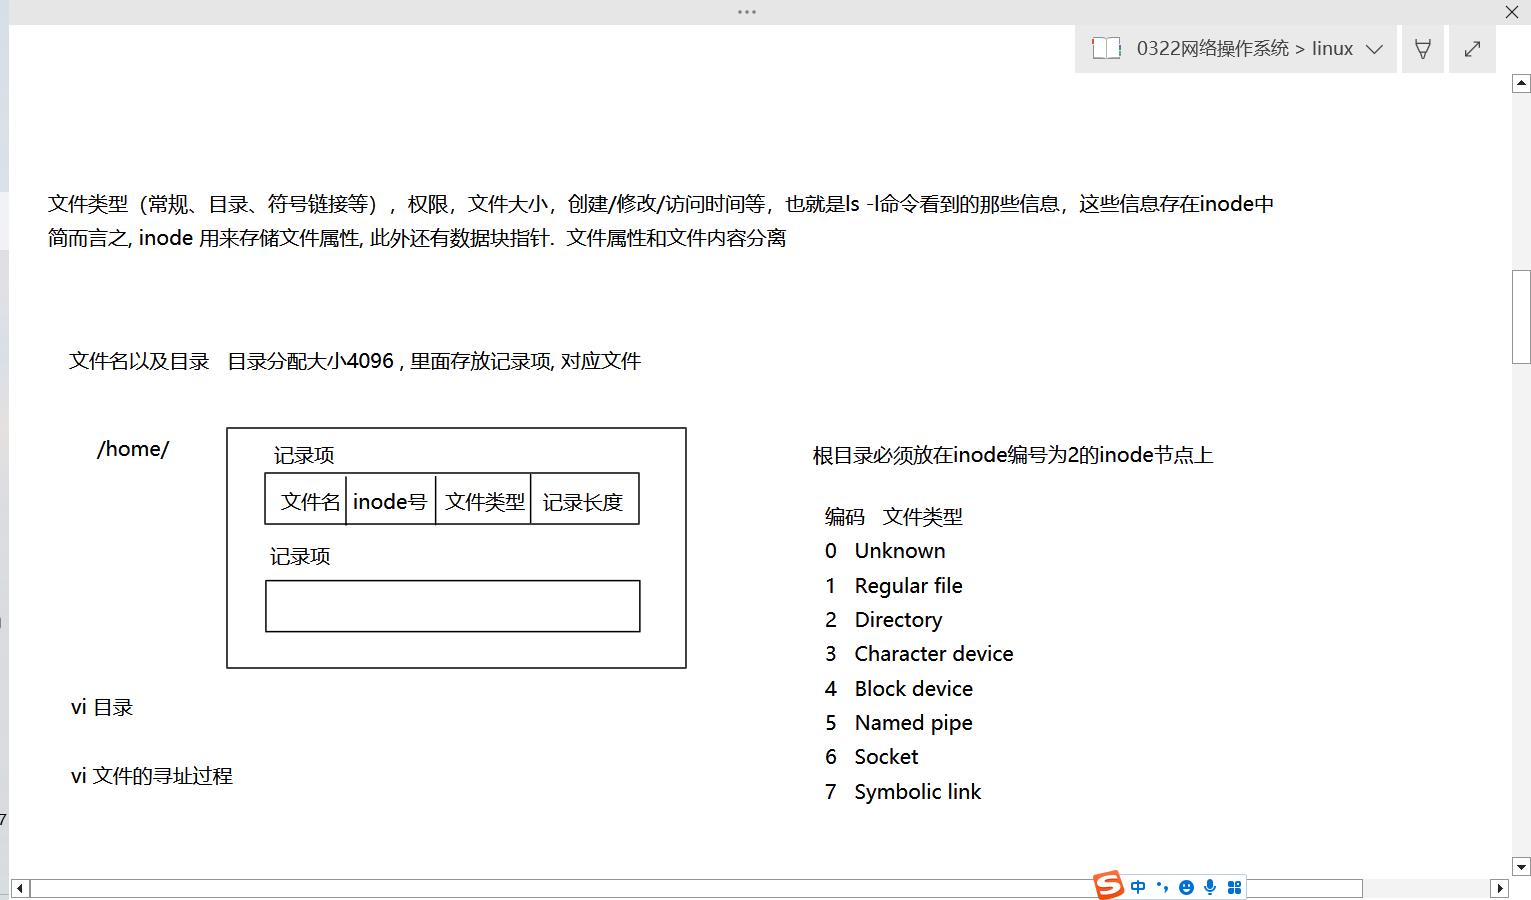 0322网络操作系统 > linux
文件类型（常规、目录、符号链接等），权限，文件大小，创建/修改/访问时间等，也就是ls -l命令看到的那些信息，这些信息存在inode中
简而言之, inode 用来存储文件属性, 此外还有数据块指针. 文件属性和文件内容分离
文件名以及目录 目录分配大小4096 , 里面存放记录项, 对应文件
/home/
记录项
文件名 inode号 文件类型 记录长度
记录项
根目录必须放在inode编号为2的inode节点上
编码 文件类型
0 Unknown
1 Regular file
2 Directory
3 Character device
4 Block device
5 Named pipe
6 Socket
7 Symbolic link
vi 目录
vi 文件的寻址过程
7
中